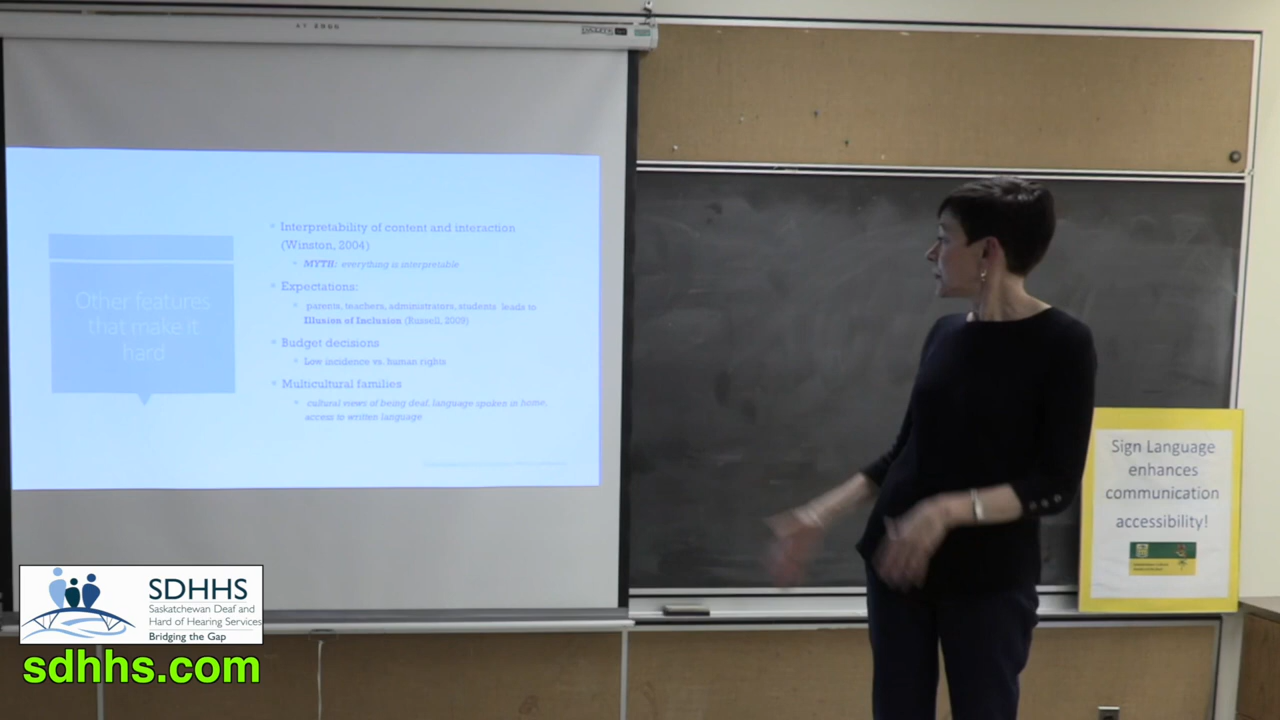 Other features
that make it
hard
Interpretability of content and interaction
(Winston, 2004)
MYTH: everything is interpretable
Expectations:
parents, teachers, administrators, students leads to
Illusion of Inclusion (Russell, 2009)
Budget decisions
Low incidence vs. human rights
Multicultural families
cultural views of being deaf, language spoken in home,
access to written language
Sign Language
enhances
communication
accessibility!
SDHHS
Saskatchewan Deaf and
Hard of Hearing Services
Bridging the Gap
sdhhs.com